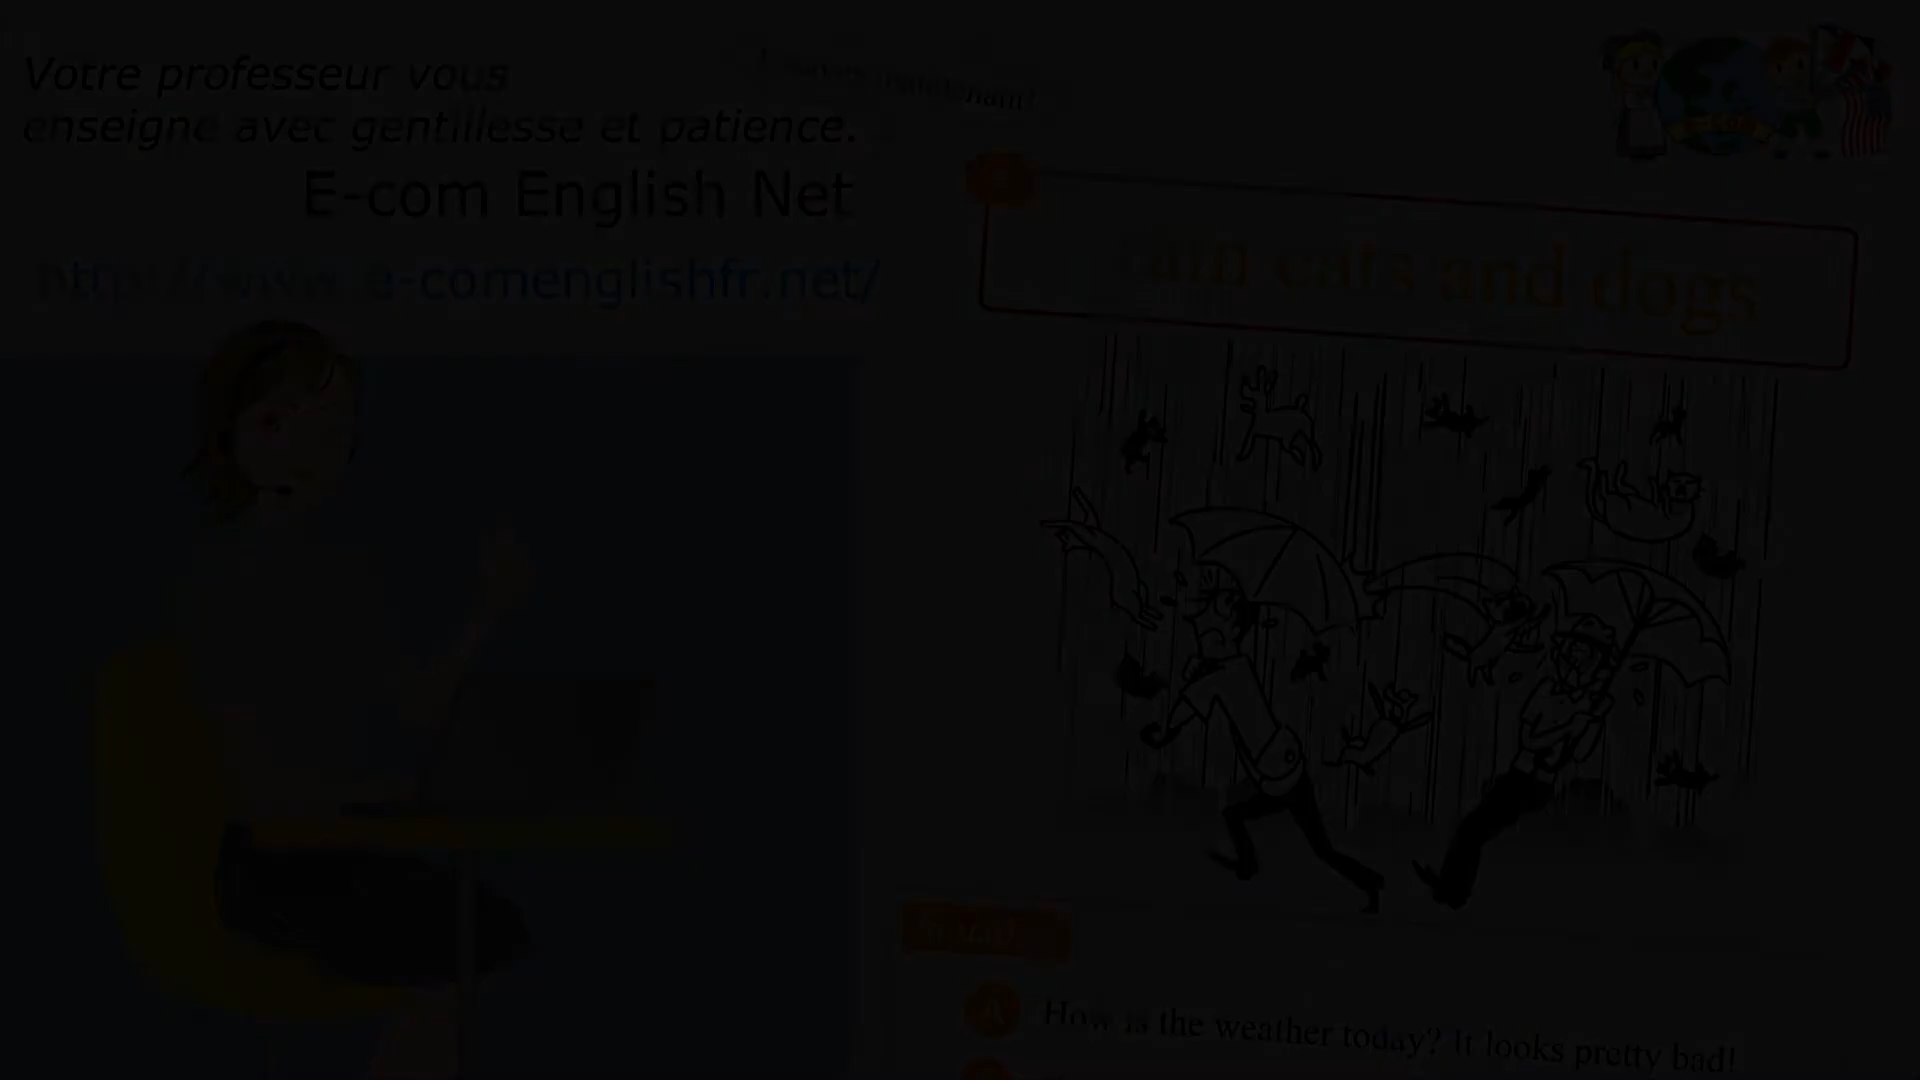 Votre professeur vous
enseigne avec gentillesse et patience.
E-com English Net
http://www.e-comenglishfr.net/
cats and dogs
How is the weather today? It looks pretty bad!